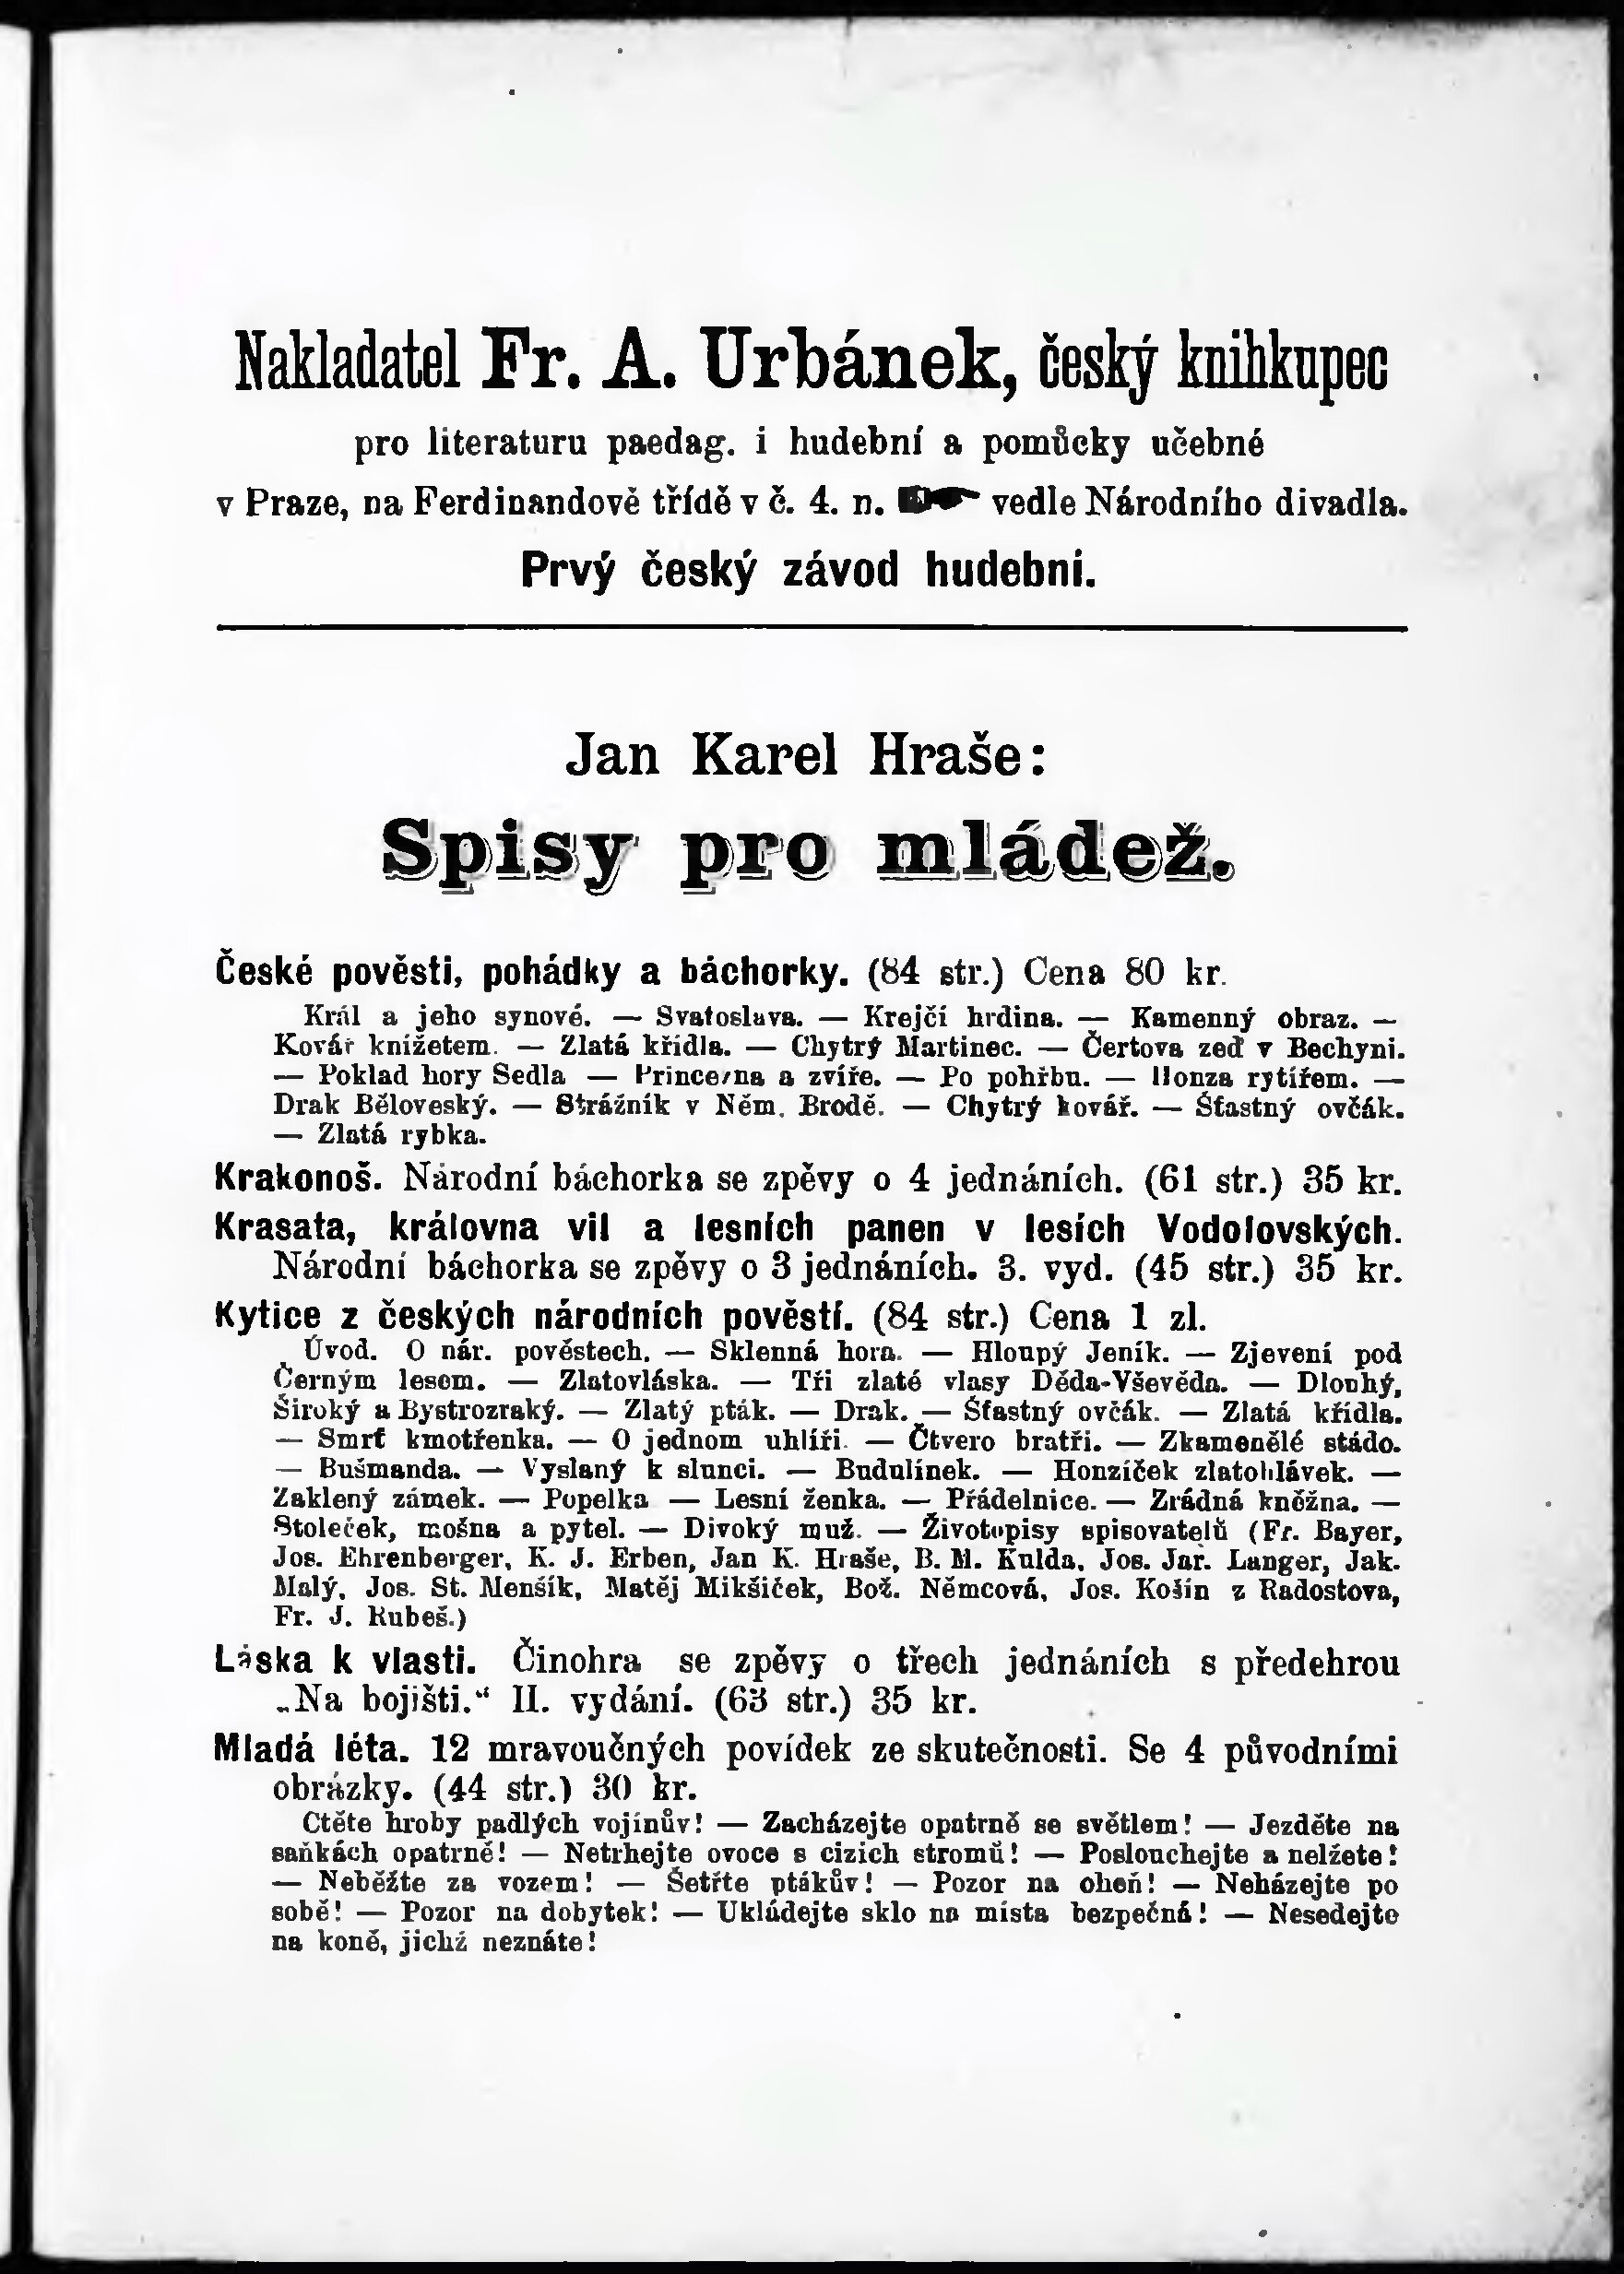 Nakladatel Fr. A. Urbánek, český knihkupec
pro literaturu paedag. i hudební a pomůcky učebné
v Praze, na Ferdinandově třídě v č. 4. n. ☛ vedle Národního divadla.
Prvý český závod hudební.
Jan Karel Hraše:
Spisy pro mládež.
České pověsti, pohádky a báchorky. (84 str.) Cena 80 kr.
Král a jeho synové. — Svatoslava. — Krejčí hrdina. — Kamenný obraz. —
Kovář knížetem. — Zlatá křídla. — Chytrý Martinec. — Čertova zeď v Bechyni.
— Poklad hory Sedla — Princezna a zvíře. — Po pohřbu. — Honza rytířem. —
Drak Běloveský. — Strážník v Něm. Brodě. — Chytrý kovář. — Šťastný ovčák.
— Zlatá rybka.
Krakonoš. Národní báchorka se zpěvy o 4 jednáních. (61 str.) 35 kr.
Krasata, královna vil a lesních panen v lesích Vodolovských.
Národní báchorka se zpěvy o 3 jednáních. 3. vyd. (45 str.) 35 kr.
Kytice z českých národních pověstí. (84 str.) Cena 1 zl.
Úvod. O nár. pověstech. — Sklenná hora. — Hloupý Jeník. — Zjevení pod
Černým lesem. — Zlatovláska. — Tři zlaté vlasy Děda-Vševěda. — Dlouhý,
Široký a Bystrozraký. — Zlatý pták. — Drak. — Šťastný ovčák. — Zlatá křídla.
— Smrť kmotřenka. — O jednom uhlíři. — Čtvero bratři. — Zkamenělé stádo.
— Bušmanda. — Vyslaný k slunci. — Budulínek. — Honzíček zlatohlávek. —
Zaklený zámek. — Popelka — Lesní ženka. — Přádelnice. — Zrádná kněžna. —
Stoleček, mošna a pytel. — Divoký muž. — Životopisy spisovatelů (Fr. Bayer,
Jos. Ehrenberger, K. J. Erben, Jan K. Hraše, B. M. Kulda, Jos. Jar. Langer, Jak.
Malý, Jos. St. Menšík, Matěj Mikšíček, Bož. Němcová, Jos. Košín z Radostova,
Fr. J. Rubeš.)
Láska k vlasti. Činohra se zpěvy o třech jednáních s předehrou
„Na bojišti.“ II. vydání. (63 str.) 35 kr.
Mladá léta. 12 mravoučných povídek ze skutečnosti. Se 4 původními
obrázky. (44 str.) 30 kr.
Ctěte hroby padlých vojínův! — Zacházejte opatrně se světlem! — Jezděte na
saňkách opatrně! — Netrhejte ovoce s cizich stromů! — Poslouchejte a nelžete!
— Neběžte za vozem! — Šetřte ptákův! — Pozor na oheň! — Neházejte po
sobě! — Pozor na dobytek! — Ukládejte sklo na místa bezpečná! — Nesedejte
na koně, jichž neznáte!